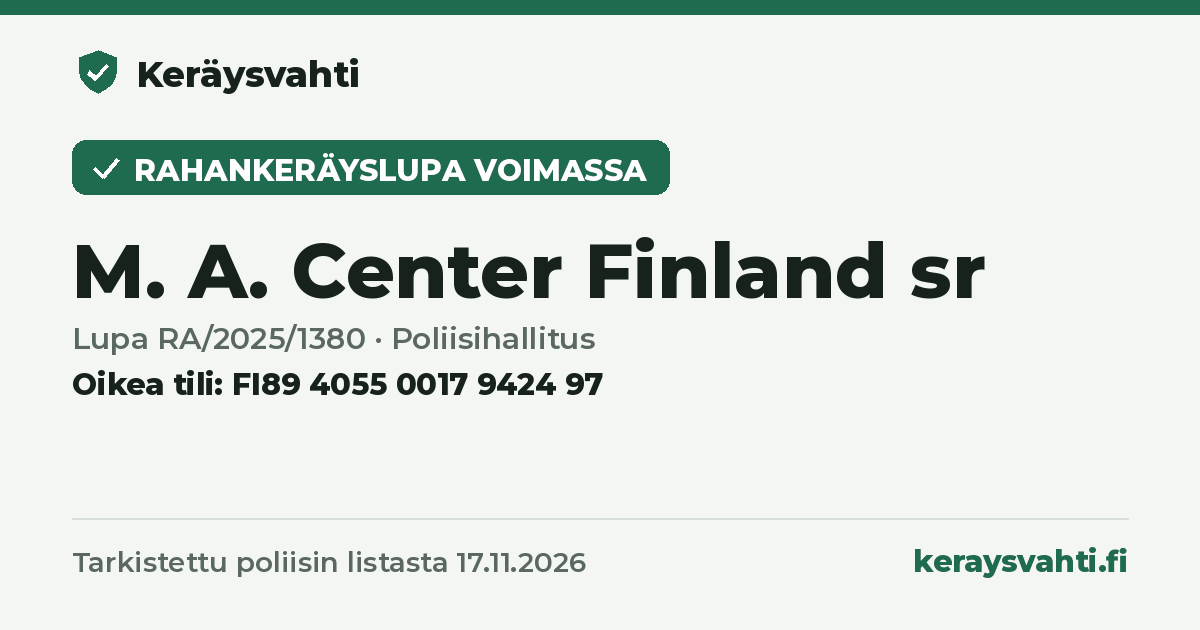 Keräysvahti
RAHANKERÄYSLUPA VOIMASSA
M. A. Center Finland sr
Lupa RA/2025/1380 · Poliisihallitus
Oikea tili: FI89 4055 0017 9424 97
Tarkistettu poliisin listasta 17.11.2026
keraysvahti.fi